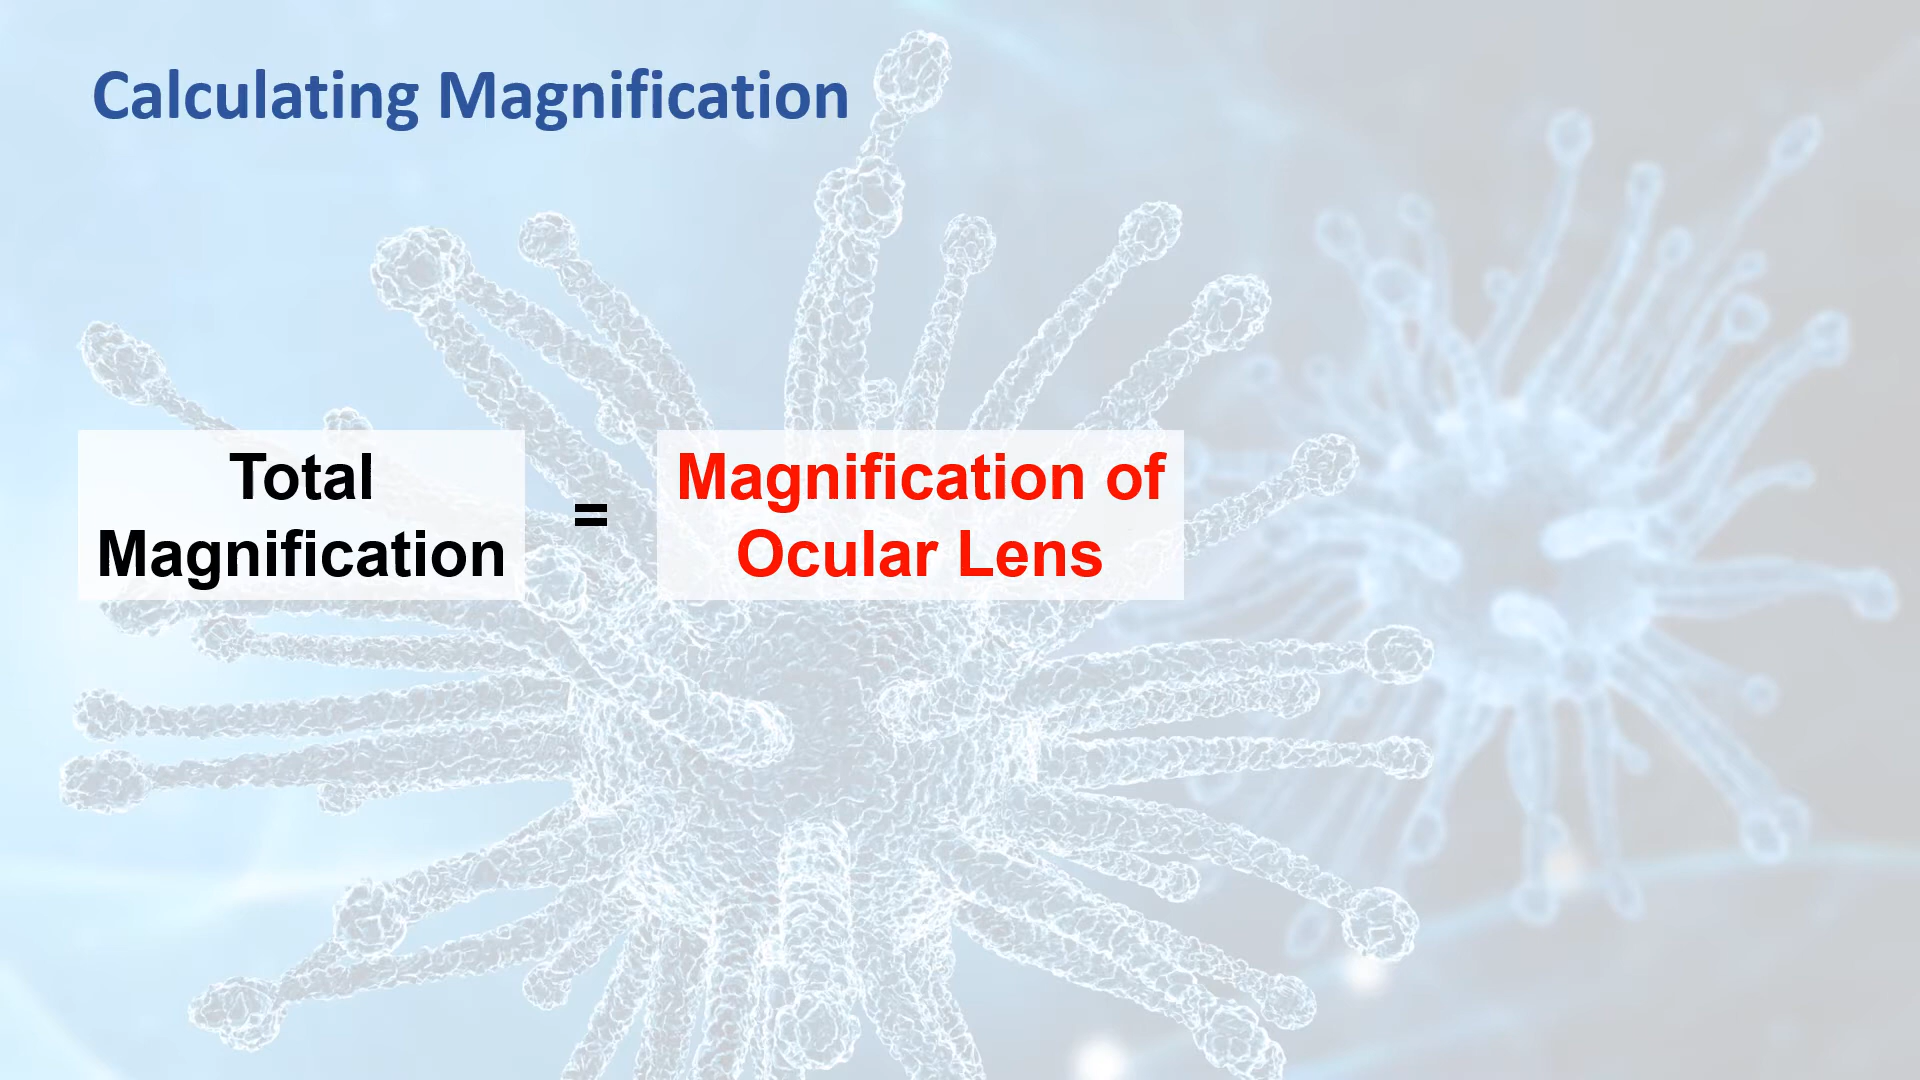 Calculating Magnification
Total
Magnification
=
Magnification of
Ocular Lens